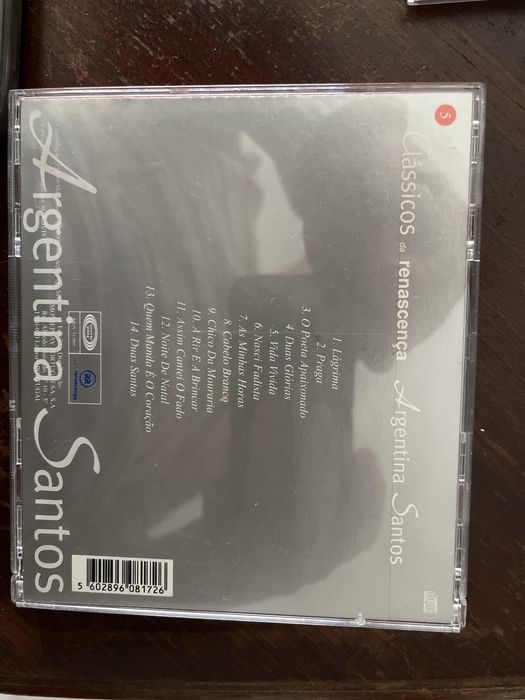 5
Clássicos da renascença Argentina Santos
1. Lágrima
2. Praga
3. O Poeta Apaixonado
4. Duas Glórias
5. Vida Vivida
6. Nasci Fadista
7. As Minhas Horas
8. Cabelo Branco
9. Chico Da Mouraria
10. A Rir E A Brincar
11. Assim Cantei O Fado
12. Noite De Natal
13. Quem Manda É O Coração
14. Duas Santas
Argentina Santos
5 602896 081726